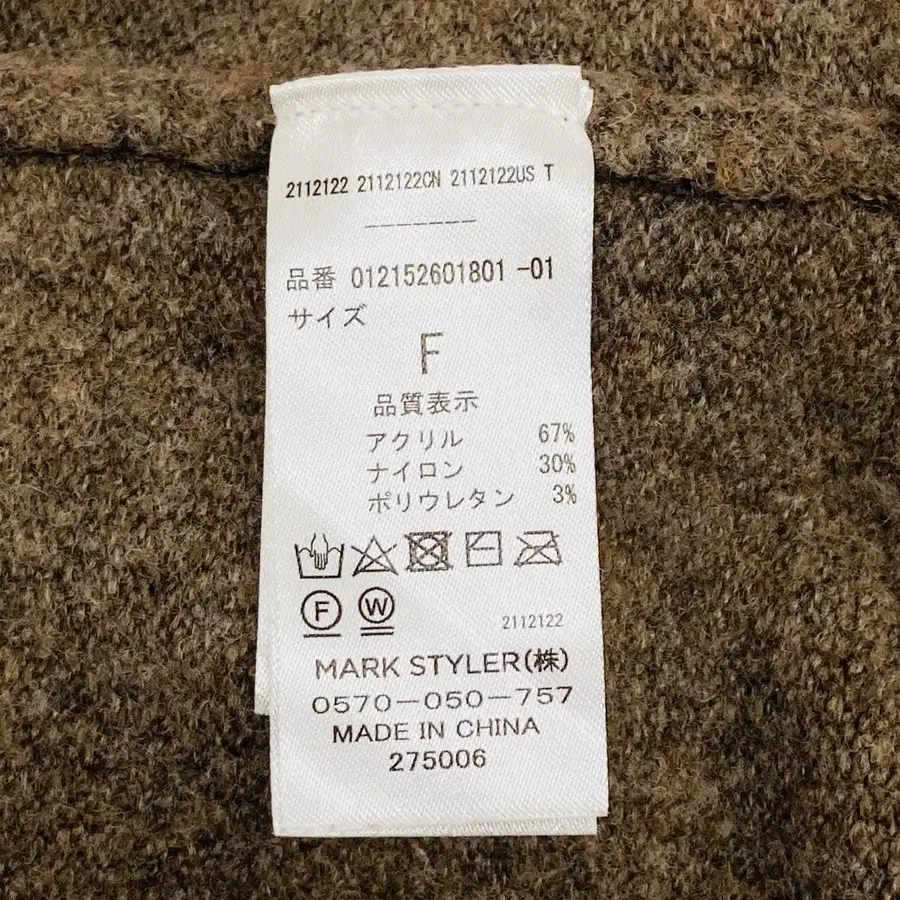 2112122 2112122CN 2112122US T
-------
品番 012152601801 -01
サイズ
F
品質表示
アクリル 67%
ナイロン 30%
ポリウレタン 3%
F W
2112122
MARK STYLER(株)
0570-050-757
MADE IN CHINA
275006